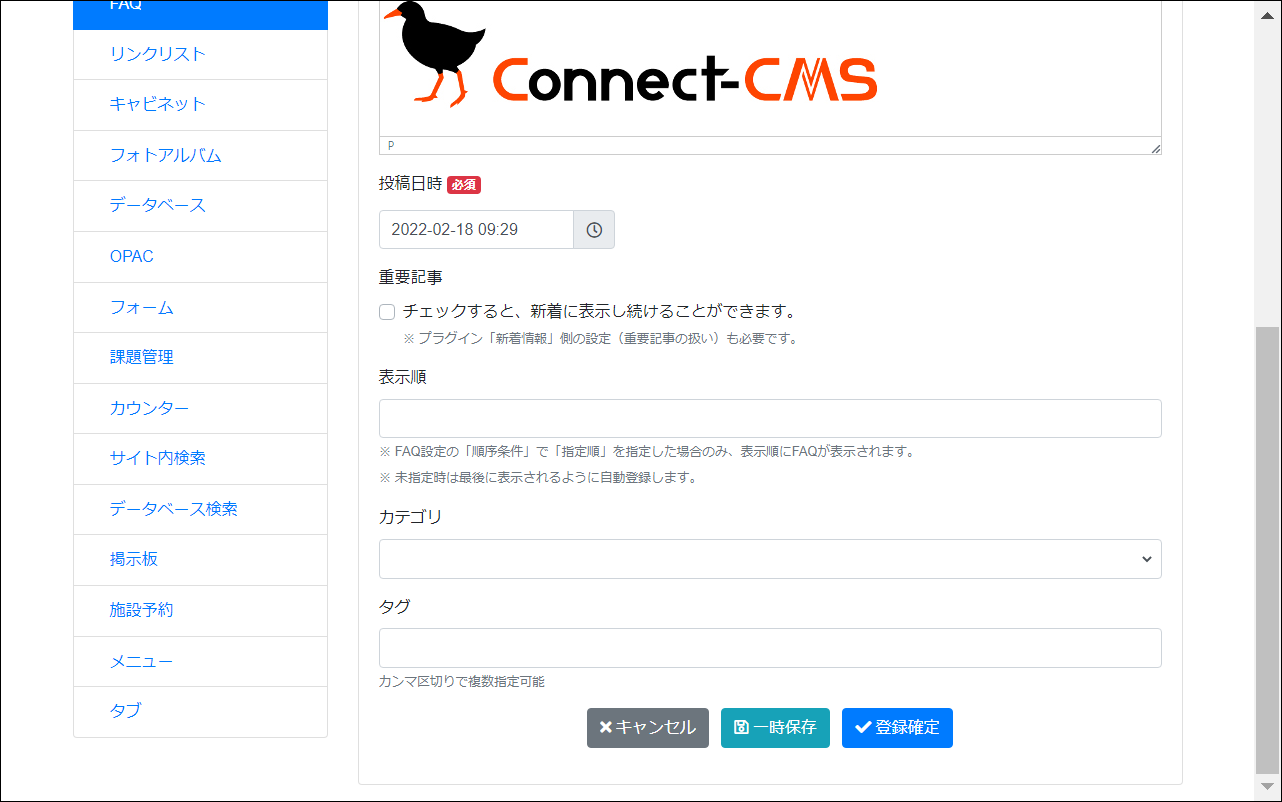 FAQ
リンクリスト
キャビネット
フォトアルバム
データベース
OPAC
フォーム
課題管理
カウンター
サイト内検索
データベース検索
掲示板
施設予約
メニュー
タブ
Connect-CMS
P
投稿日時 必須
2022-02-18 09:29
重要記事
チェックすると、新着に表示し続けることができます。
※ プラグイン「新着情報」側の設定（重要記事の扱い）も必要です。
表示順
※ FAQ設定の「順序条件」で「指定順」を指定した場合のみ、表示順にFAQが表示されます。
※ 未指定時は最後に表示されるように自動登録します。
カテゴリ
タグ
カンマ区切りで複数指定可能
キャンセル 一時保存 登録確定